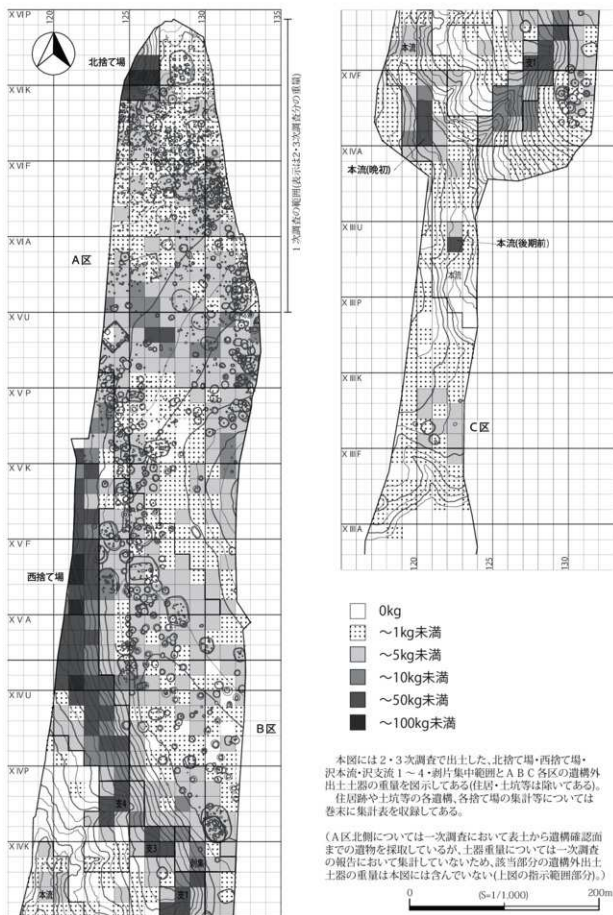 120
125
130
135
XVIP
北捨て場
XVIK
XVIF
1次調査の範囲(表示は2・3次調査分の重量)
XVIA
A区
XVU
XVP
XVK
XVF
西捨て場
XVA
XIVU
B区
XIVP
支4
XIVK
支3
剥集
本流
支1
本流
支1
XIVF
XIVA
本流(晩初)
XIIIU
本流(後期前)
本流
XIIIP
XIIIK
C区
XIIIF
XIIIA
120
125
130
0kg
～1kg未満
～5kg未満
～10kg未満
～50kg未満
～100kg未満
本図には2・3次調査で出土した、北捨て場・西捨て場・
沢本流・沢支流1～4・剥片集中範囲とABC各区の遺構外
出土土器の重量を図示してある(住居・土坑等は除いてある)。
住居跡や土坑等の各遺構、各捨て場の集計等については
巻末に集計表を収録してある。
(A区北側については一次調査において表土から遺構確認面
までの遺物を採取しているが、土器重量については一次調査
の報告において集計していないため、該当部分の遺構外出土
土器の重量は本図には含んでいない(上図の指示範囲部分)。)
0 (S=1/1.000) 200m